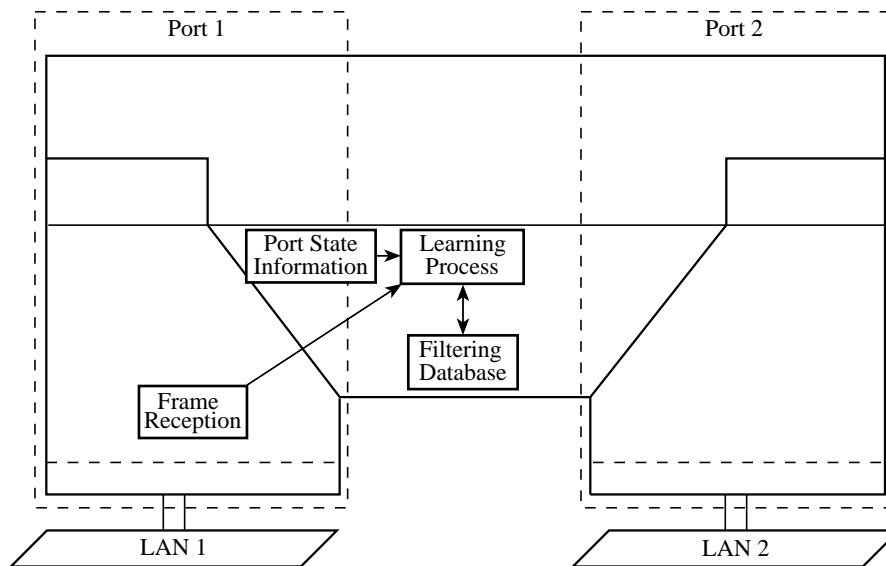 Port 1
Port 2
Port State
Information
Learning
Process
Filtering
Database
Frame
Reception
LAN 1
LAN 2